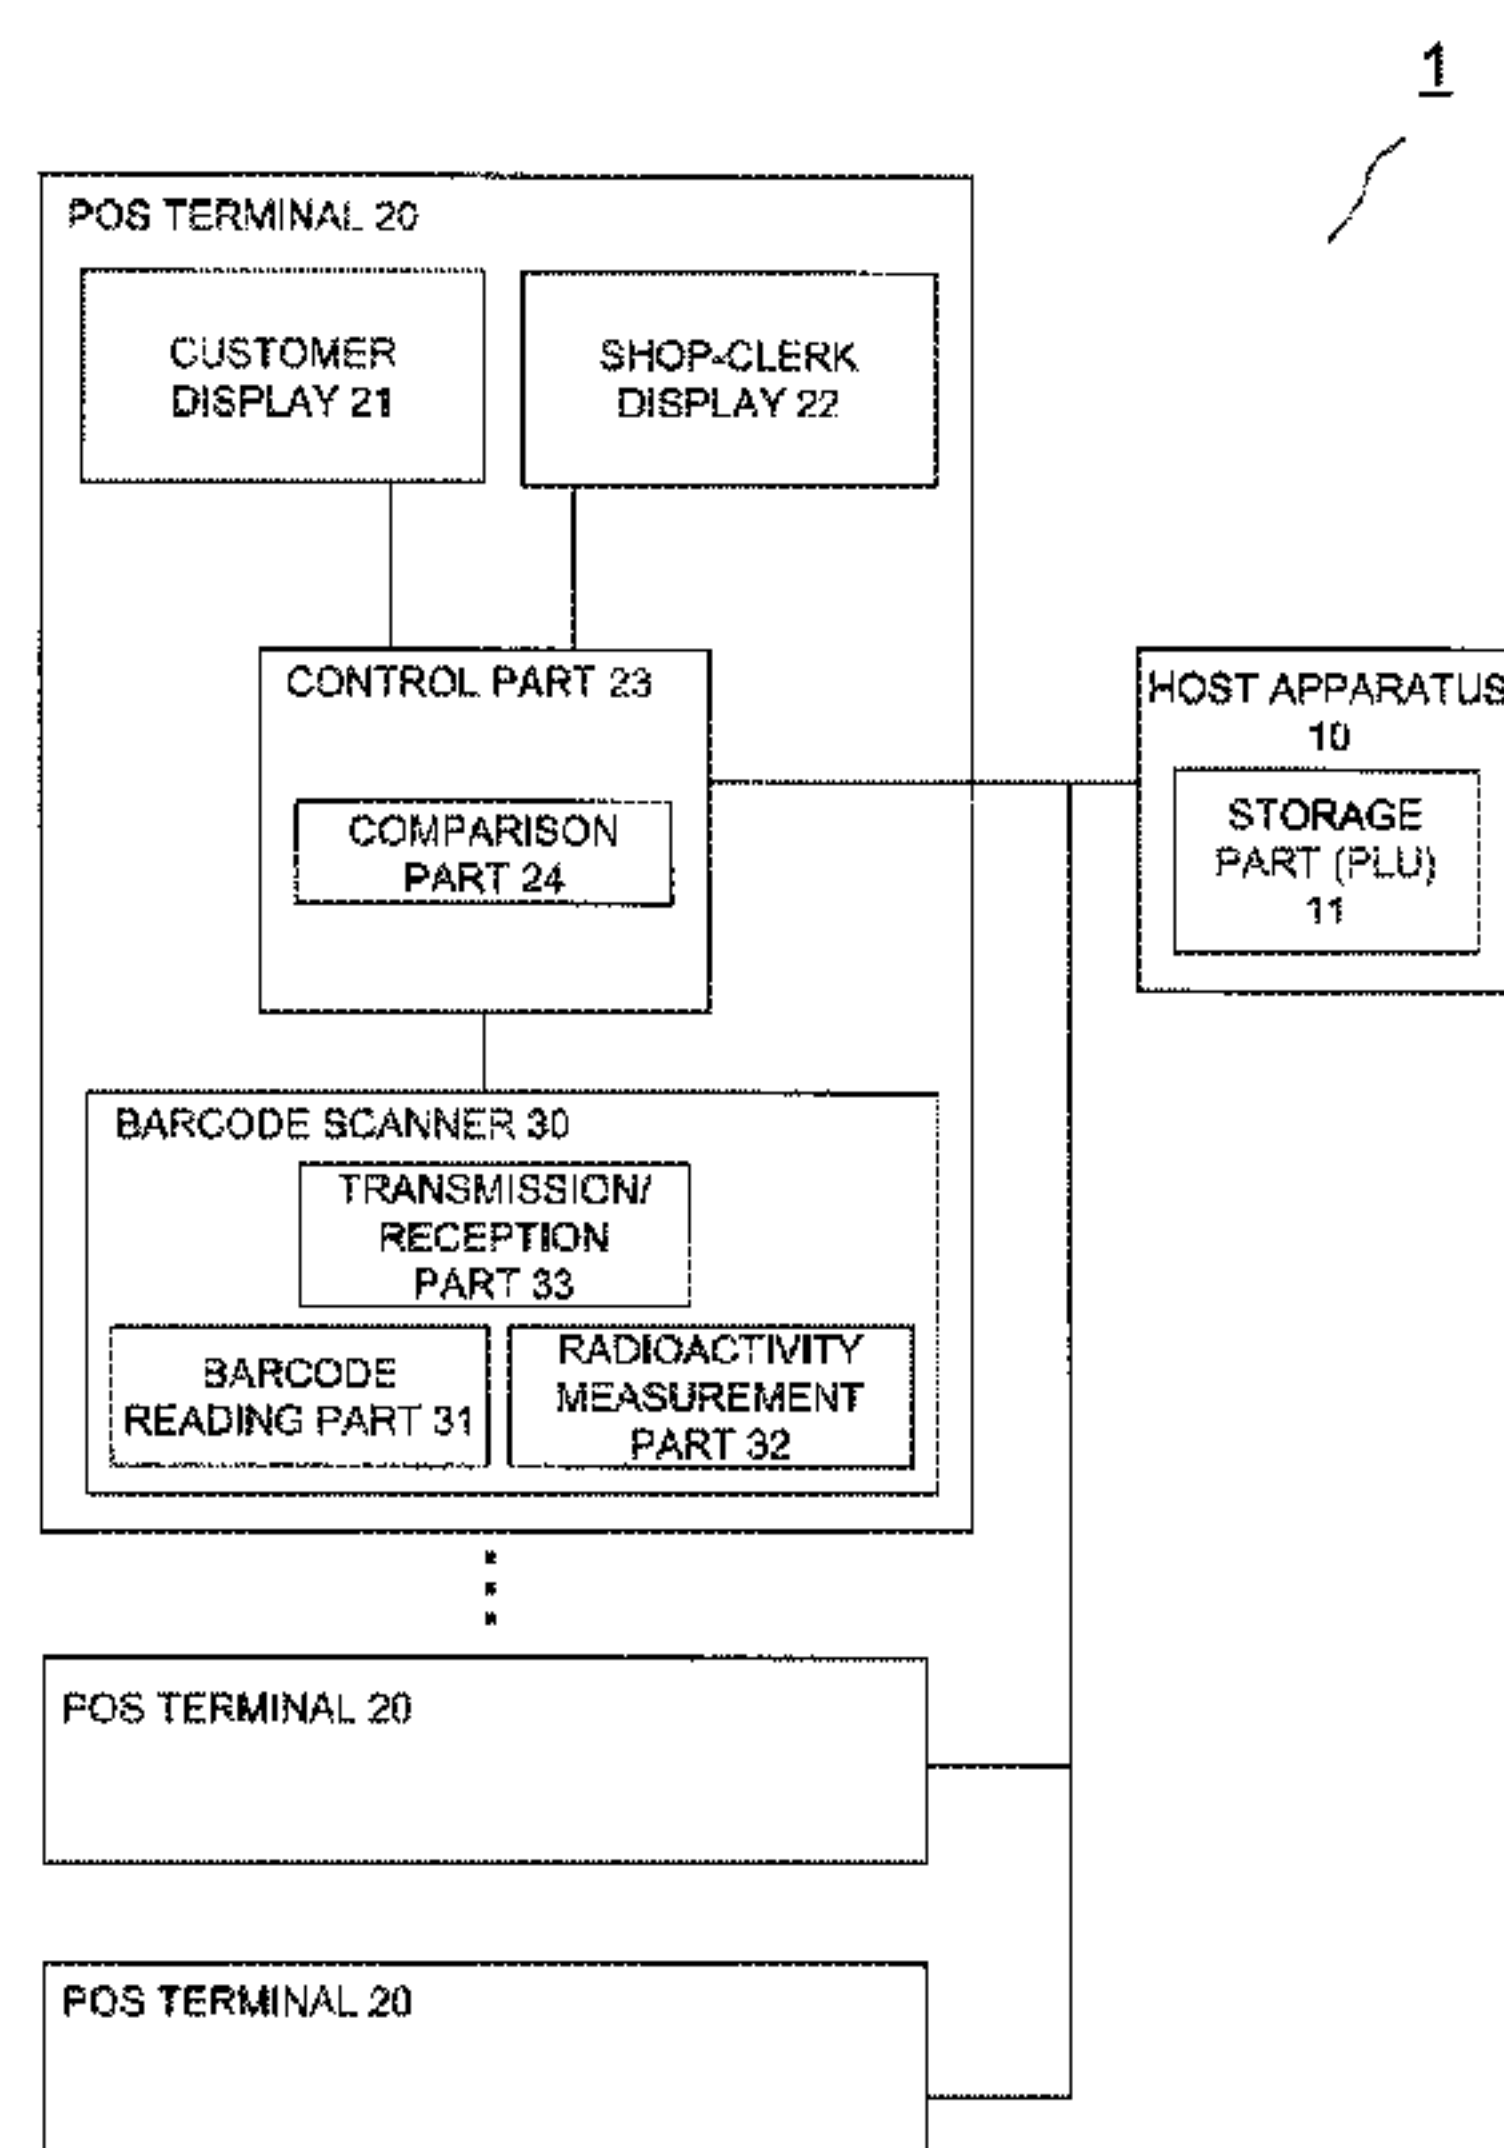 1
POS TERMINAL 20
CUSTOMER
DISPLAY 21
SHOP-CLERK
DISPLAY 22
CONTROL PART 23
COMPARISON
PART 24
HOST APPARATUS
10
STORAGE
PART (PLU)
11
BARCODE SCANNER 30
TRANSMISSION/
RECEPTION
PART 33
BARCODE
READING PART 31
RADIOACTIVITY
MEASUREMENT
PART 32
POS TERMINAL 20
POS TERMINAL 20